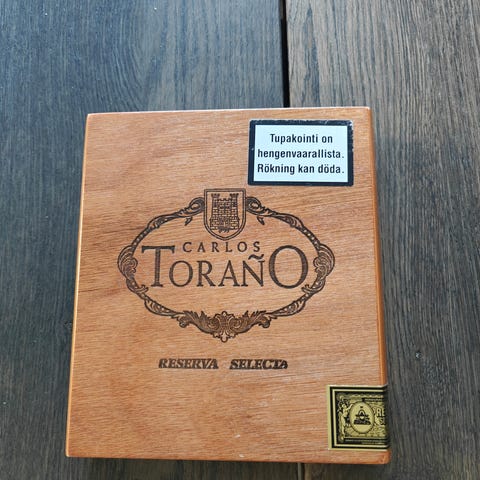 Tupakointi on
hengenvaarallista.
Rökning kan döda.
CARLOS
TORAÑO
RESERVA SELECTA